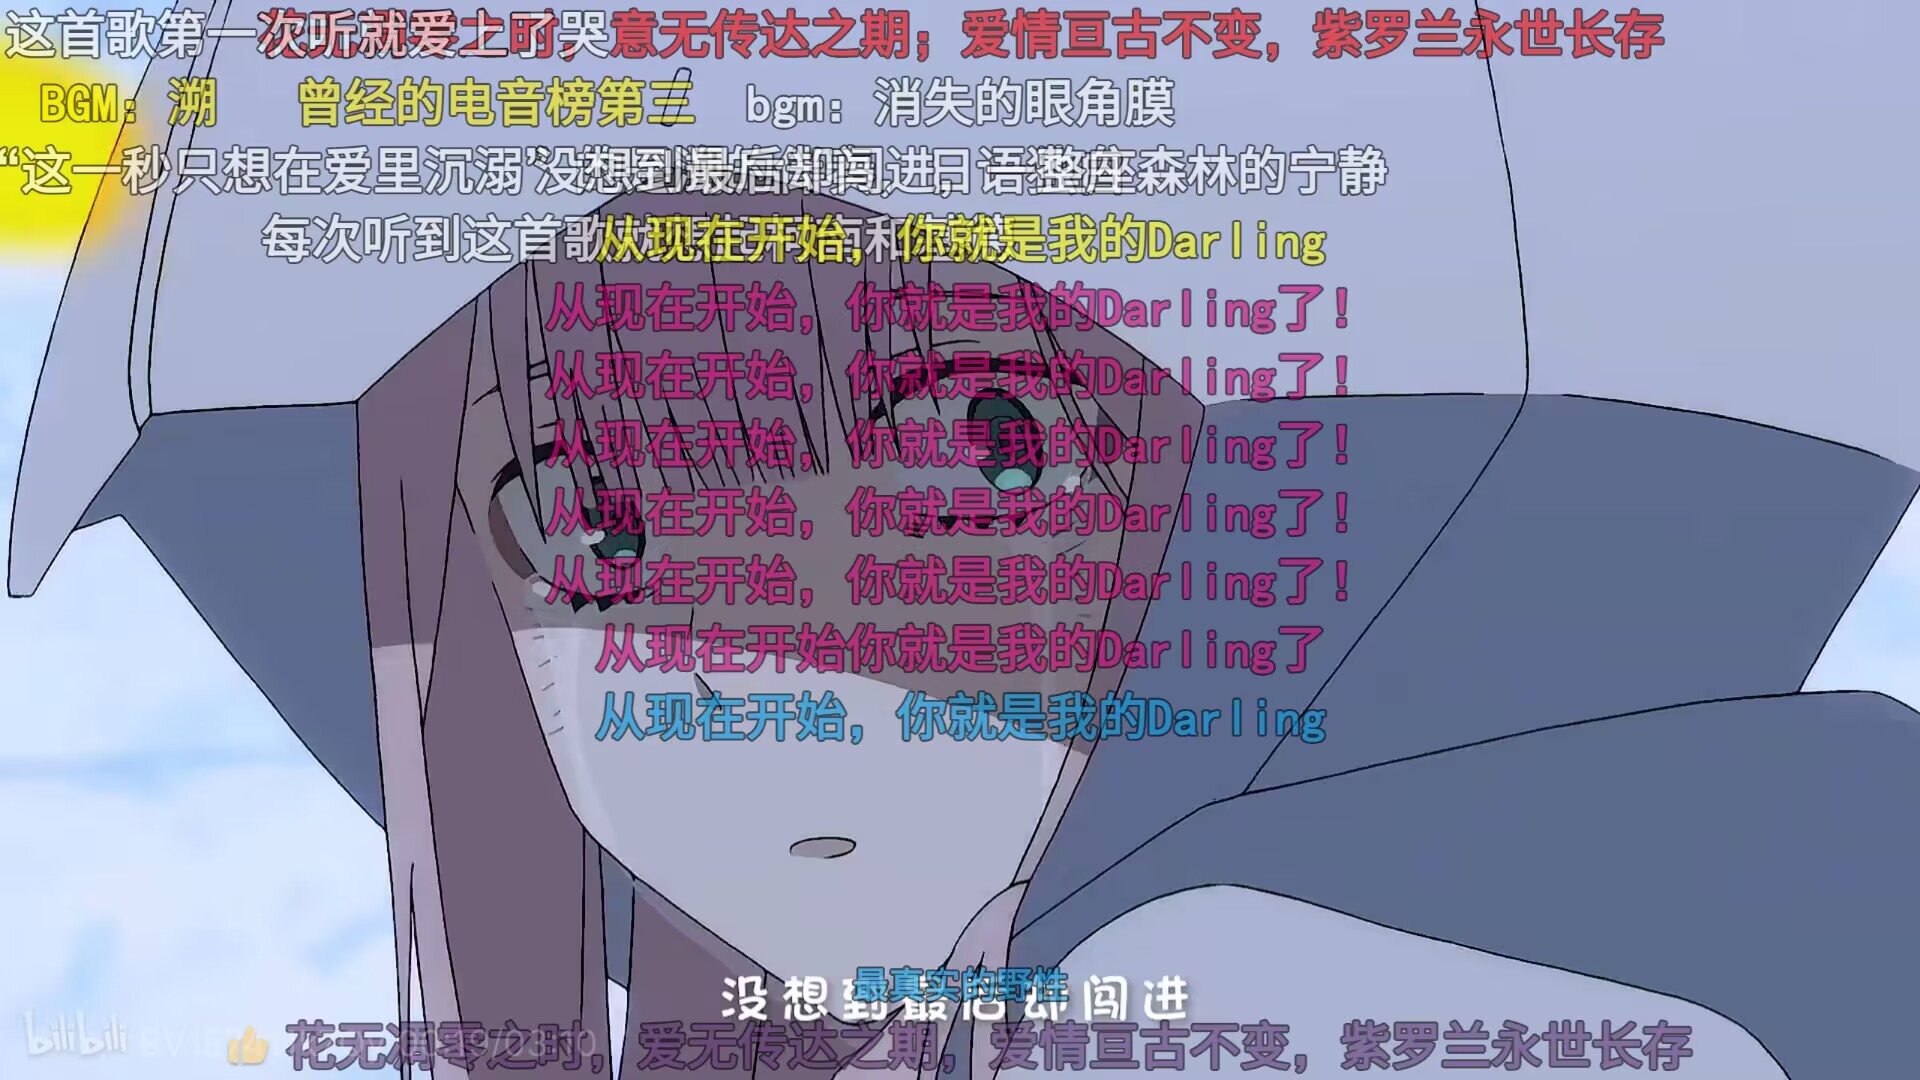 这首歌第一次听就爱上了哭
意无传达之期；爱情亘古不变，紫罗兰永世长存
BGM：溯
曾经的电音榜第三
bgm：消失的眼角膜
“这一秒只想在爱里沉溺”
没想到最后却闯进
整座森林的宁静
每次听到这首歌
从现在开始，你就是我的Darling
从现在开始，你就是我的Darling了！
从现在开始，你就是我的Darling了！
从现在开始，你就是我的Darling了！
从现在开始，你就是我的Darling了！
从现在开始，你就是我的Darling了！
从现在开始你就是我的Darling了
从现在开始，你就是我的Darling
最真实的野性
没想到最后却闯进
bilibili
花无凋零之时，爱无传达之期，爱情亘古不变，紫罗兰永世长存